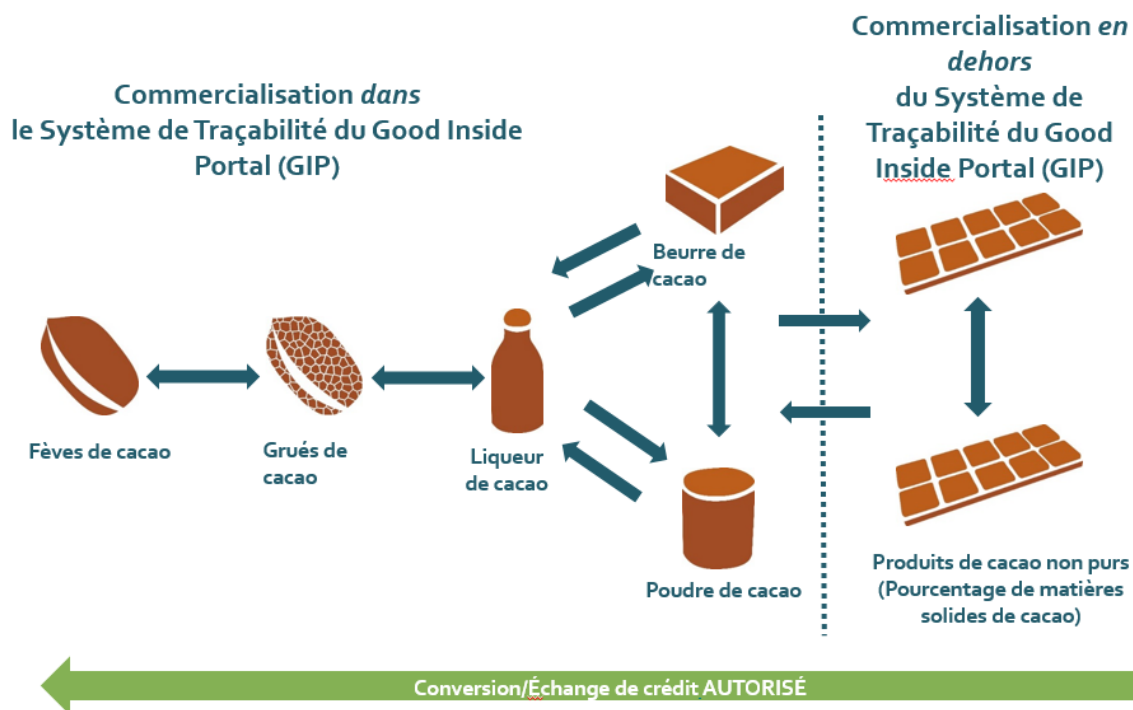 Commercialisation dans
le Système de Traçabilité du Good Inside
Portal (GIP)
Commercialisation en
dehors
du Système de
Traçabilité du Good
Inside Portal (GIP)
Beurre de
cacao
Fèves de cacao
Grués de
cacao
Liqueur
de cacao
Poudre de cacao
Produits de cacao non purs
(Pourcentage de matières
solides de cacao)
Conversion/Échange de crédit AUTORISÉ